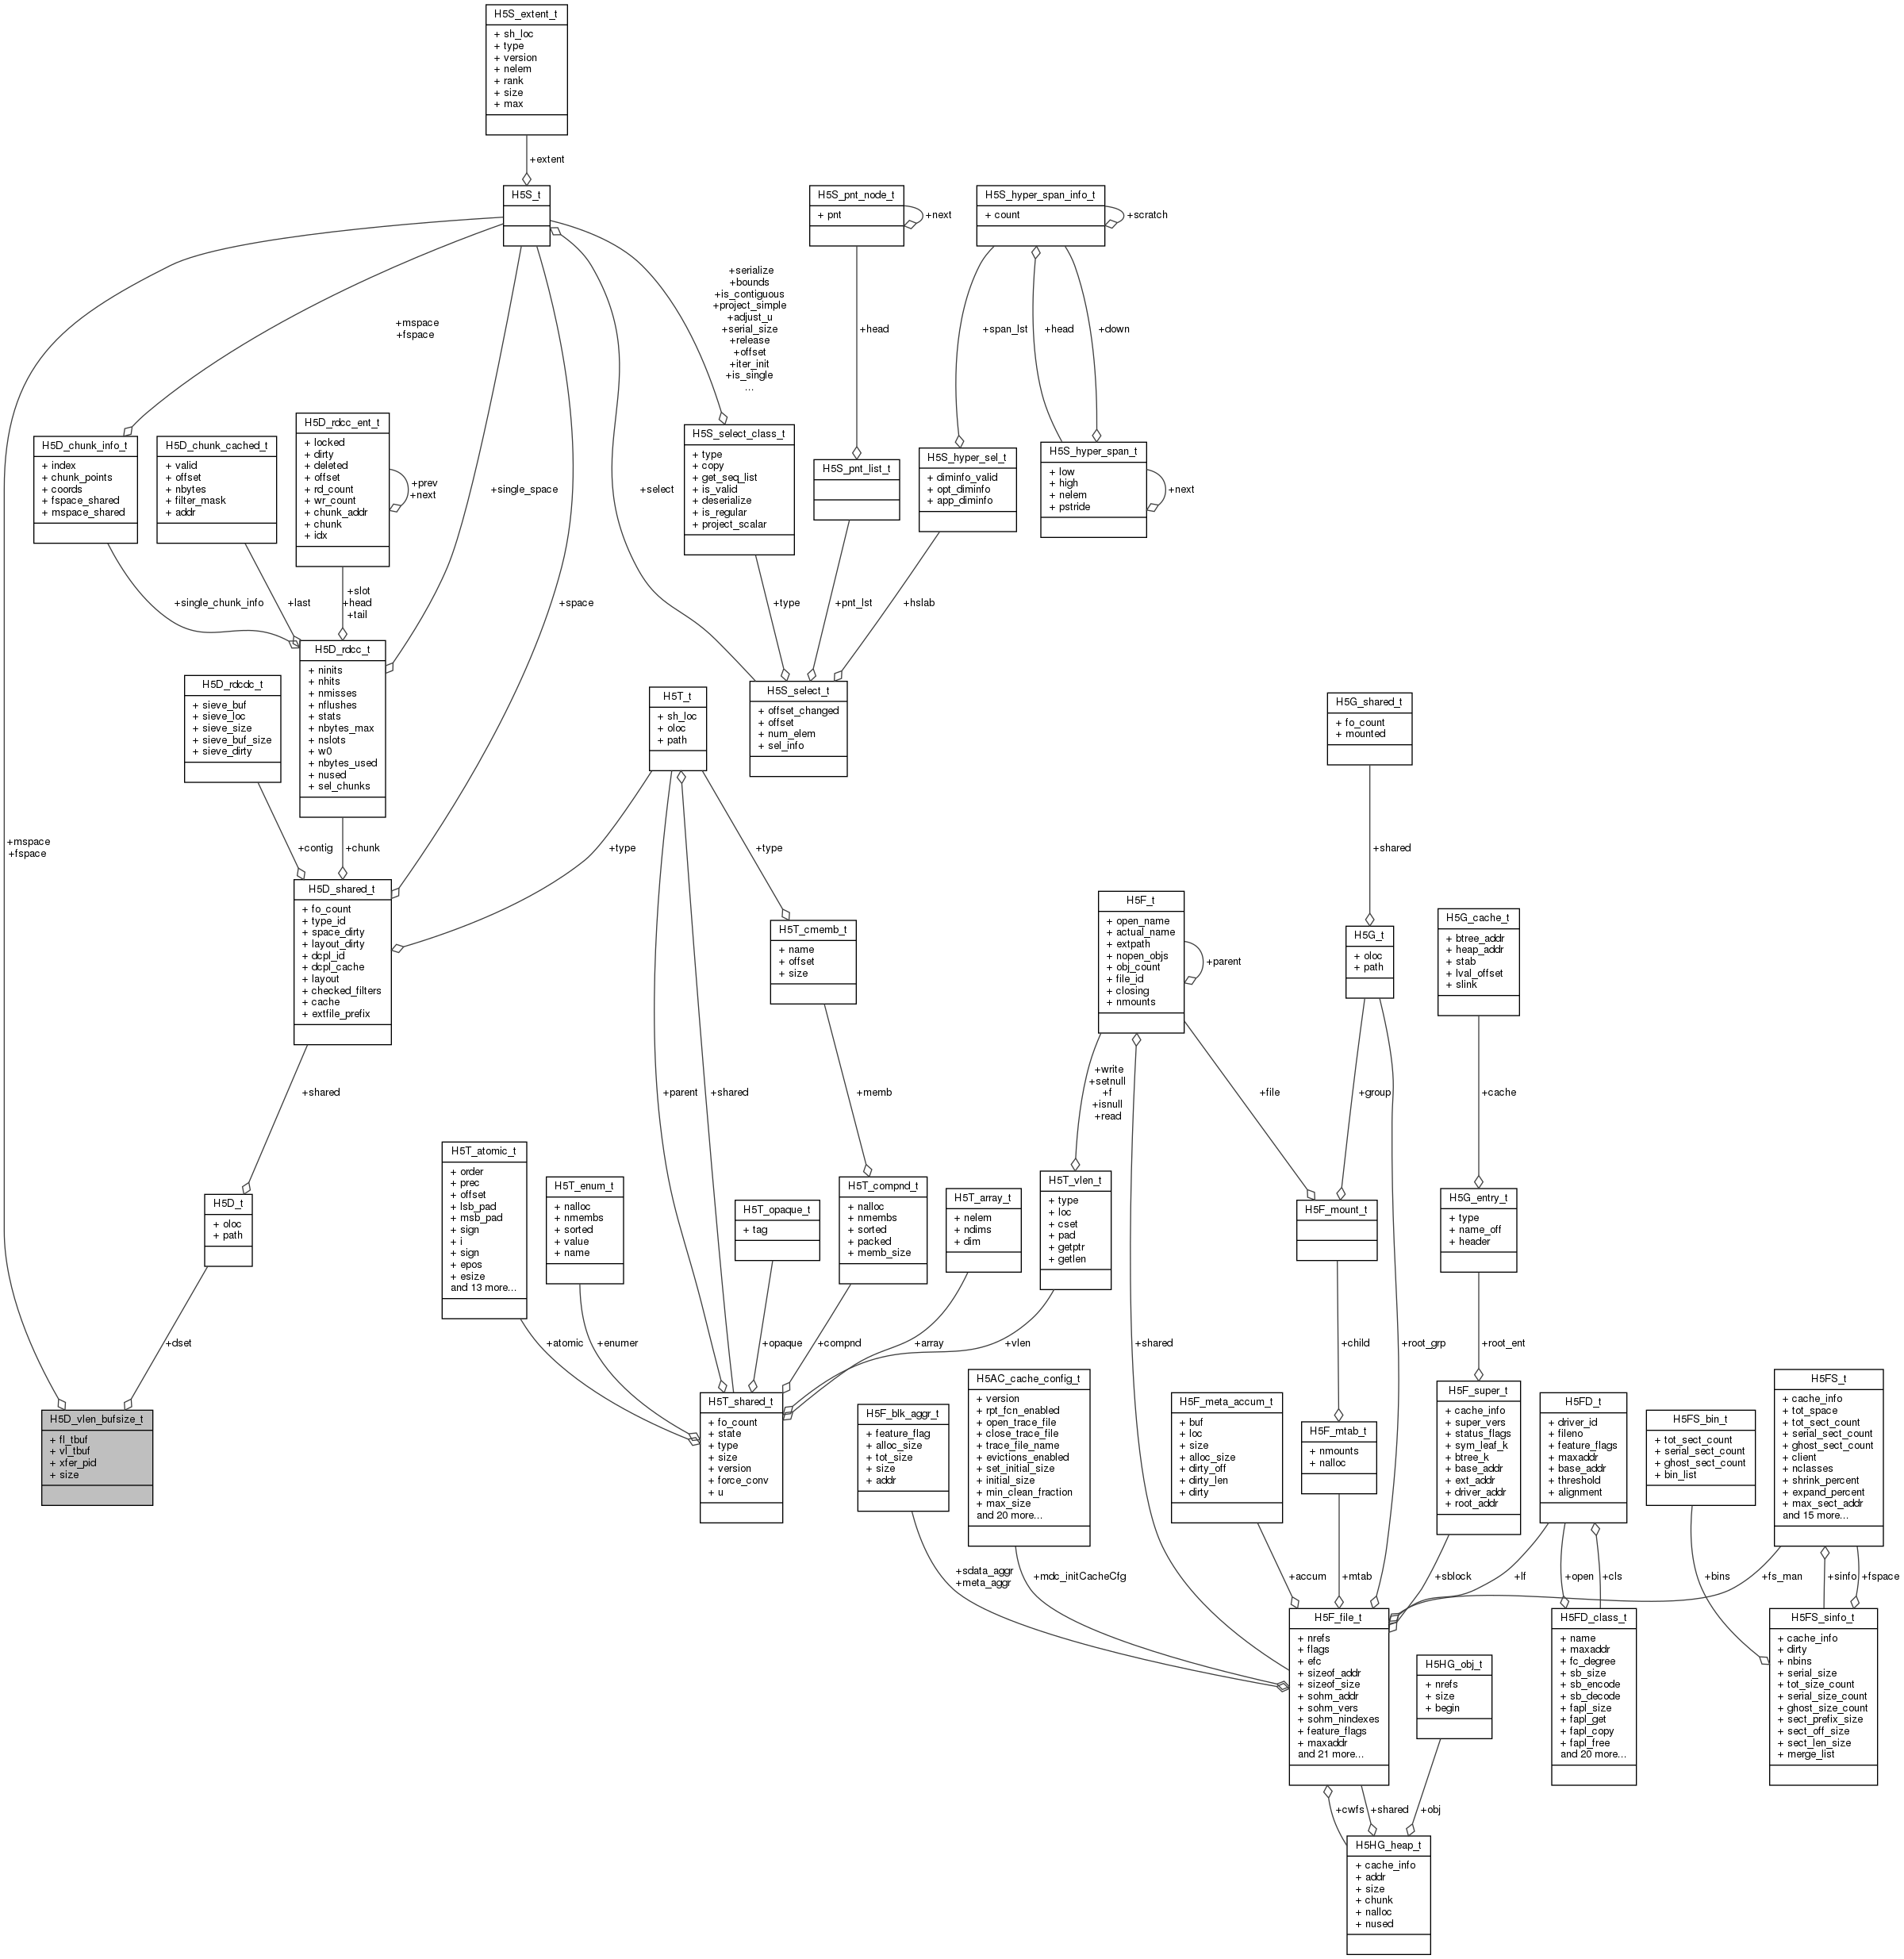 H5S_extent_t
+ sh_loc
+ type
+ version
+ nelem
+ rank
+ size
+ max
+extent
H5S_t
H5S_pnt_node_t
+ pnt
+next
H5S_hyper_span_info_t
+ count
+scratch
+mspace
+fspace
+serialize
+bounds
+is_contiguous
+project_simple
+adjust_u
+serial_size
+release
+offset
+iter_init
+is_single
...
+head
+span_lst
+head
+down
H5D_chunk_info_t
+ index
+ chunk_points
+ coords
+ fspace_shared
+ mspace_shared
H5D_chunk_cached_t
+ valid
+ offset
+ nbytes
+ filter_mask
+ addr
H5D_rdcc_ent_t
+ locked
+ dirty
+ deleted
+ offset
+ rd_count
+ wr_count
+ chunk_addr
+ chunk
+ idx
+prev
+next
+single_space
+select
H5S_select_class_t
+ type
+ copy
+ get_seq_list
+ is_valid
+ deserialize
+ is_regular
+ project_scalar
H5S_pnt_list_t
H5S_hyper_sel_t
+ diminfo_valid
+ opt_diminfo
+ app_diminfo
H5S_hyper_span_t
+ low
+ high
+ nelem
+ pstride
+next
+single_chunk_info
+last
+slot
+head
+tail
+space
+type
+pnt_lst
+hslab
H5D_rdcc_t
+ ninits
+ nhits
+ nmisses
+ nflushes
+ stats
+ nbytes_max
+ nslots
+ w0
+ nbytes_used
+ nused
+ sel_chunks
H5D_rdcdc_t
+ sieve_buf
+ sieve_loc
+ sieve_size
+ sieve_buf_size
+ sieve_dirty
H5T_t
+ sh_loc
+ oloc
+ path
H5S_select_t
+ offset_changed
+ offset
+ num_elem
+ sel_info
H5G_shared_t
+ fo_count
+ mounted
+mspace
+fspace
+contig
+chunk
+type
+type
+shared
H5D_shared_t
+ fo_count
+ type_id
+ space_dirty
+ layout_dirty
+ dcpl_id
+ dcpl_cache
+ layout
+ checked_filters
+ cache
+ extfile_prefix
H5T_cmemb_t
+ name
+ offset
+ size
H5F_t
+ open_name
+ actual_name
+ extpath
+ nopen_objs
+ obj_count
+ file_id
+ closing
+ nmounts
+parent
H5G_t
+ oloc
+ path
H5G_cache_t
+ btree_addr
+ heap_addr
+ stab
+ lval_offset
+ slink
+shared
+parent
+shared
+memb
+write
+setnull
+f
+isnull
+read
+file
+group
+cache
H5D_t
+ oloc
+ path
H5T_atomic_t
+ order
+ prec
+ offset
+ lsb_pad
+ msb_pad
+ sign
+ i
+ sign
+ epos
+ esize
and 13 more...
H5T_enum_t
+ nalloc
+ nmembs
+ sorted
+ value
+ name
H5T_opaque_t
+ tag
H5T_compnd_t
+ nalloc
+ nmembs
+ sorted
+ packed
+ memb_size
H5T_array_t
+ nelem
+ ndims
+ dim
H5T_vlen_t
+ type
+ loc
+ cset
+ pad
+ getptr
+ getlen
H5F_mount_t
H5G_entry_t
+ type
+ name_off
+ header
+dset
+atomic
+enumer
+opaque
+compnd
+array
+vlen
+shared
+child
+root_grp
+root_ent
H5D_vlen_bufsize_t
+ fl_tbuf
+ vl_tbuf
+ xfer_pid
+ size
H5T_shared_t
+ fo_count
+ state
+ type
+ size
+ version
+ force_conv
+ u
H5F_blk_aggr_t
+ feature_flag
+ alloc_size
+ tot_size
+ size
+ addr
H5AC_cache_config_t
+ version
+ rpt_fcn_enabled
+ open_trace_file
+ close_trace_file
+ trace_file_name
+ evictions_enabled
+ set_initial_size
+ initial_size
+ min_clean_fraction
+ max_size
and 20 more...
H5F_meta_accum_t
+ buf
+ loc
+ size
+ alloc_size
+ dirty_off
+ dirty_len
+ dirty
H5F_mtab_t
+ nmounts
+ nalloc
H5F_super_t
+ cache_info
+ super_vers
+ status_flags
+ sym_leaf_k
+ btree_k
+ base_addr
+ ext_addr
+ driver_addr
+ root_addr
H5FD_t
+ driver_id
+ fileno
+ feature_flags
+ maxaddr
+ base_addr
+ threshold
+ alignment
H5FS_bin_t
+ tot_sect_count
+ serial_sect_count
+ ghost_sect_count
+ bin_list
H5FS_t
+ cache_info
+ tot_space
+ tot_sect_count
+ serial_sect_count
+ ghost_sect_count
+ client
+ nclasses
+ shrink_percent
+ expand_percent
+ max_sect_addr
and 15 more...
+sdata_aggr
+meta_aggr
+mdc_initCacheCfg
+accum
+mtab
+sblock
+lf
+open
+cls
+bins
+fs_man
+sinfo
+fspace
H5F_file_t
+ nrefs
+ flags
+ efc
+ sizeof_addr
+ sizeof_size
+ sohm_addr
+ sohm_vers
+ sohm_nindexes
+ feature_flags
+ maxaddr
and 21 more...
H5HG_obj_t
+ nrefs
+ size
+ begin
H5FD_class_t
+ name
+ maxaddr
+ fc_degree
+ sb_size
+ sb_encode
+ sb_decode
+ fapl_size
+ fapl_get
+ fapl_copy
+ fapl_free
and 20 more...
H5FS_sinfo_t
+ cache_info
+ dirty
+ nbins
+ serial_size
+ tot_size_count
+ serial_size_count
+ ghost_size_count
+ sect_prefix_size
+ sect_off_size
+ sect_len_size
+ merge_list
+cwfs
+shared
+obj
H5HG_heap_t
+ cache_info
+ addr
+ size
+ chunk
+ nalloc
+ nused